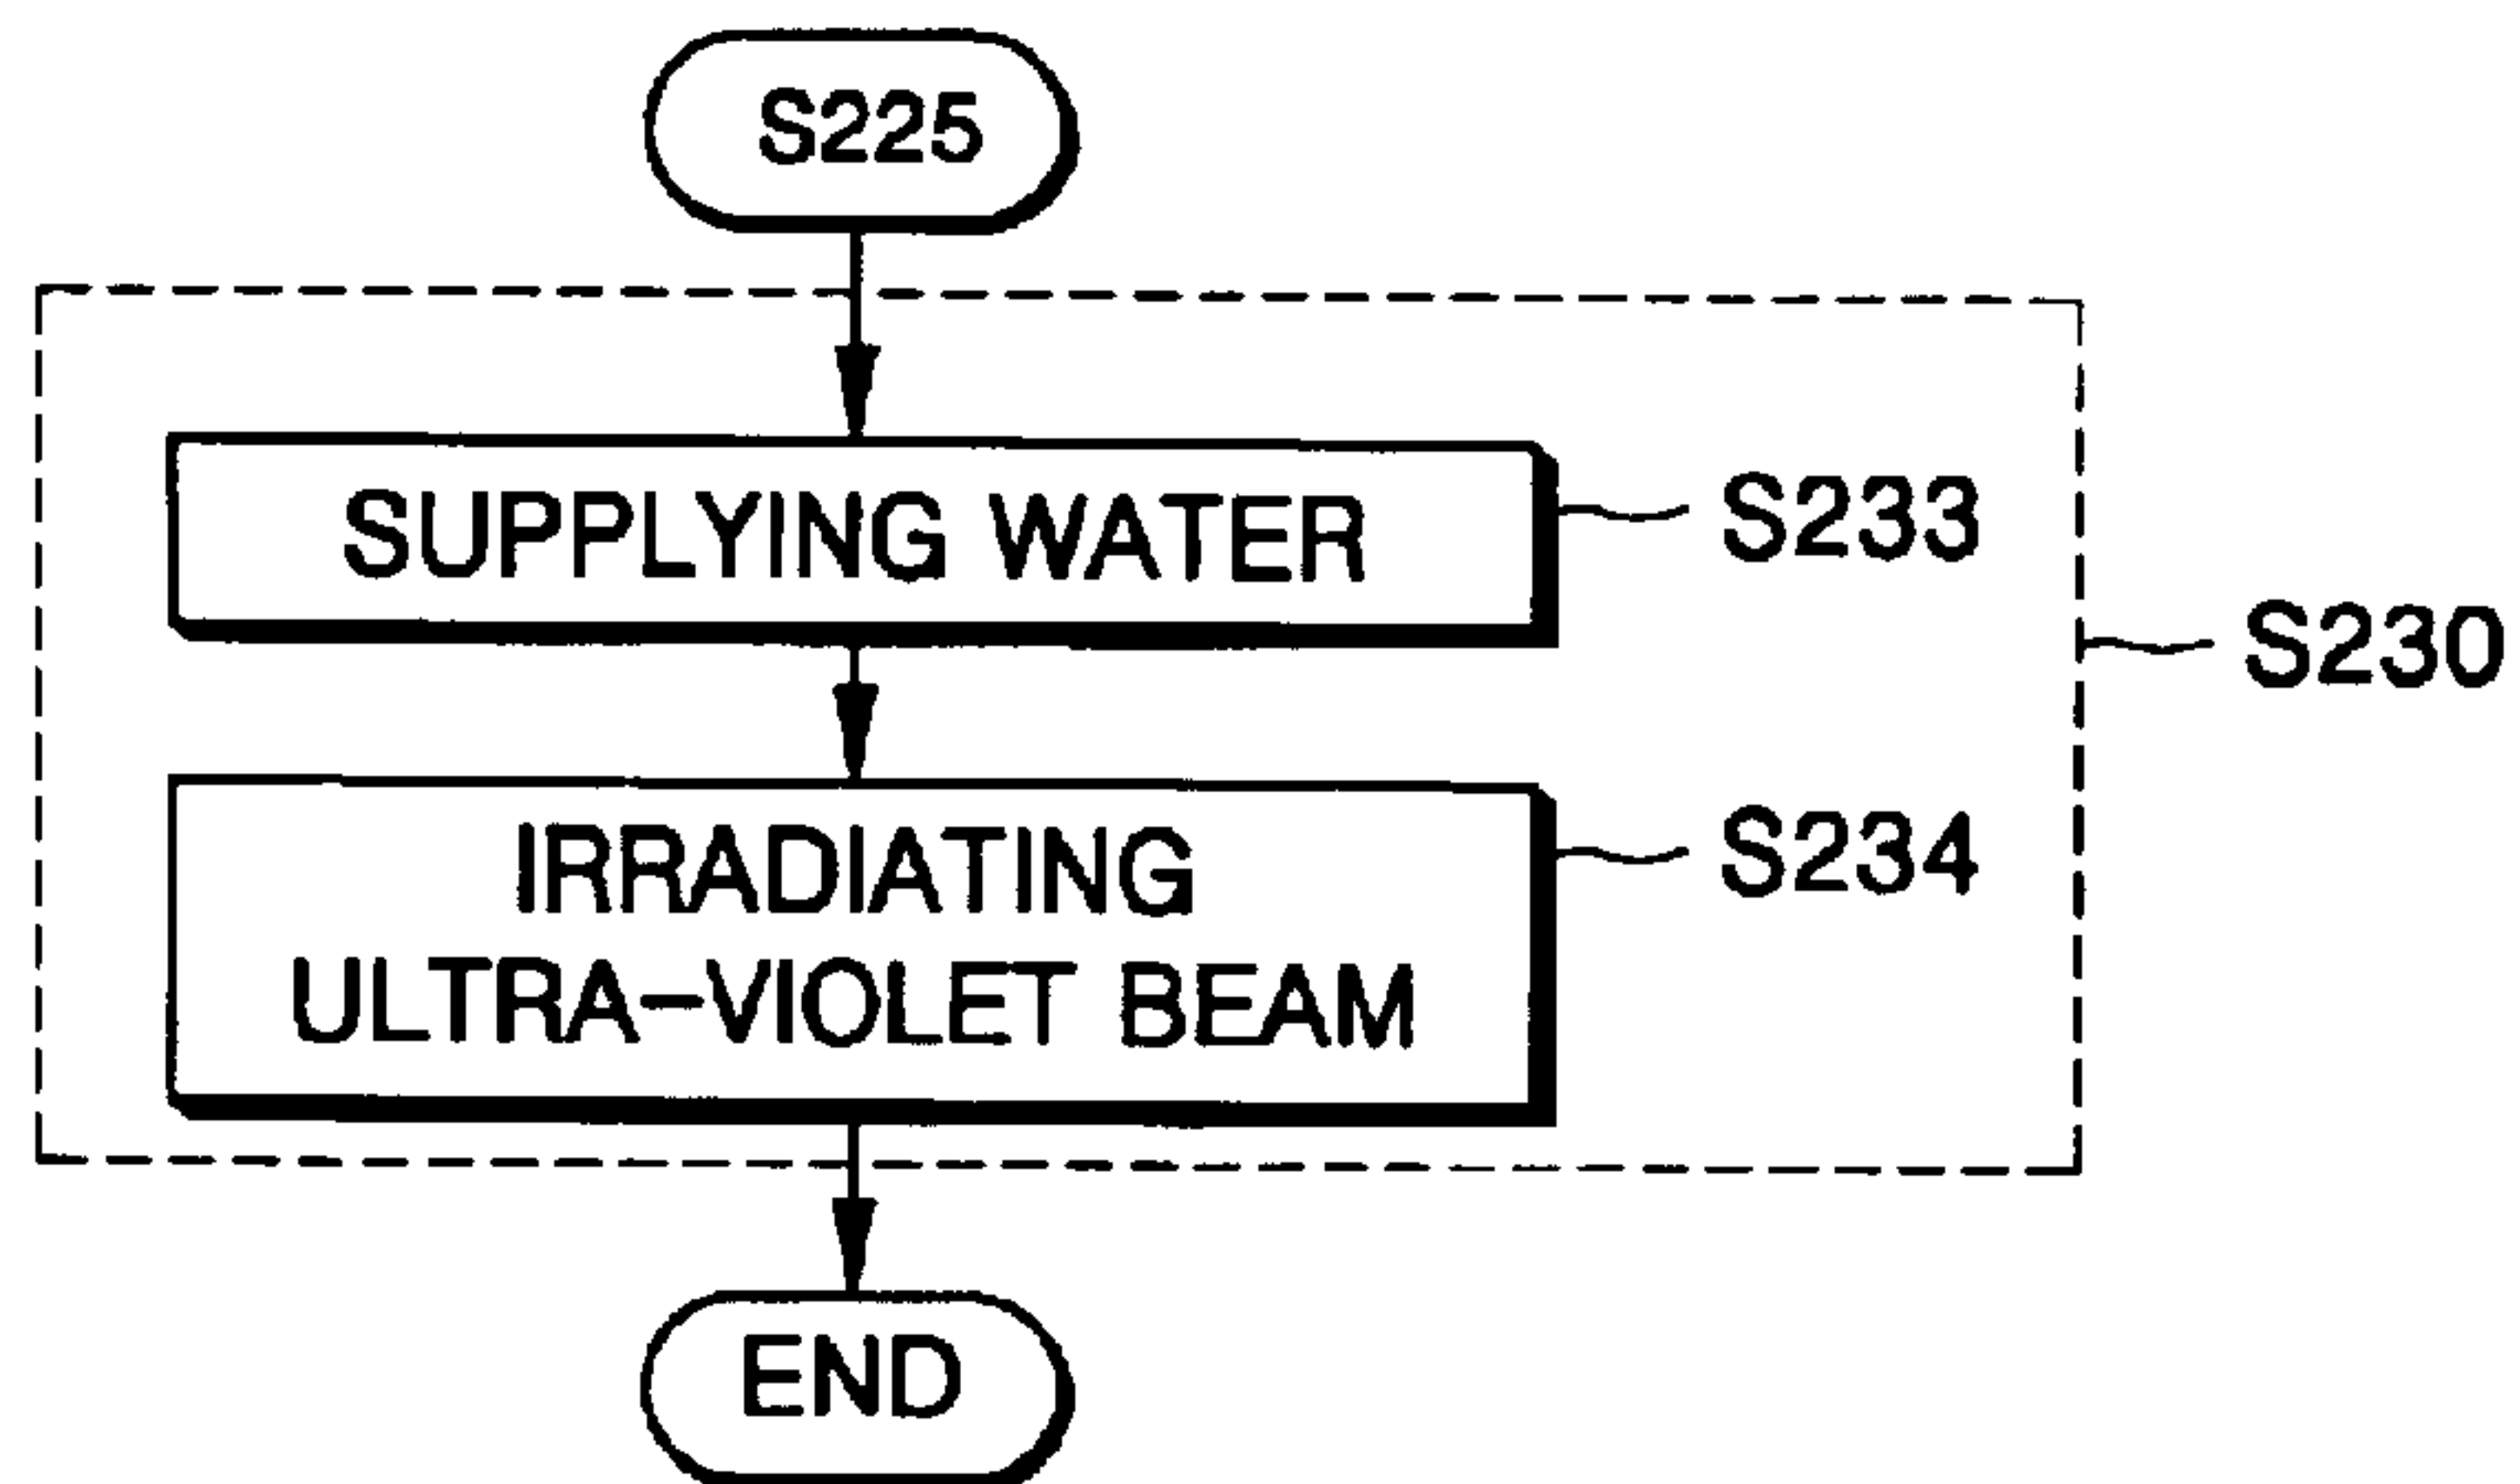 S225
SUPPLYING WATER
S233
S230
IRRADIATING
ULTRA-VIOLET BEAM
S234
END